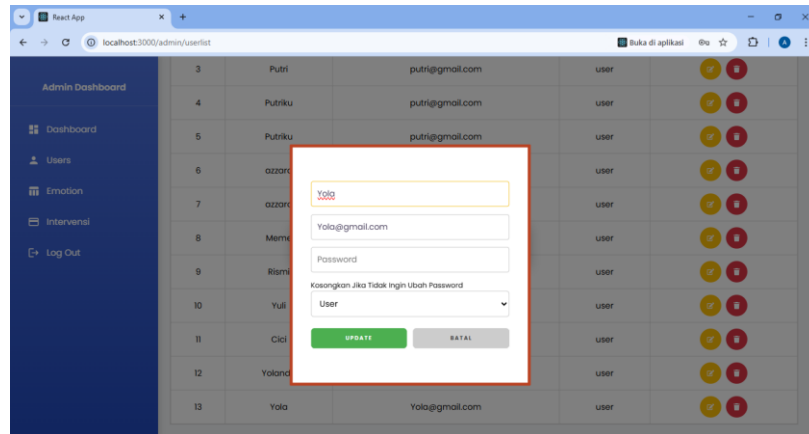 React App
localhost:3000/admin/userlist
Buka di aplikasi
A
Admin Dashboard
Dashboard
Users
Emotion
Intervensi
Log Out
3 Putri putri@gmail.com user
4 Putriku putri@gmail.com user
5 Putriku putri@gmail.com user
6 user
7 user
8 user
9 user
10 Yuli user
11 Cici user
12 user
13 Yola Yola@gmail.com user
Yola
Yola@gmail.com
Password
Kosongkan Jika Tidak Ingin Ubah Password
User
UPDATE BATAL